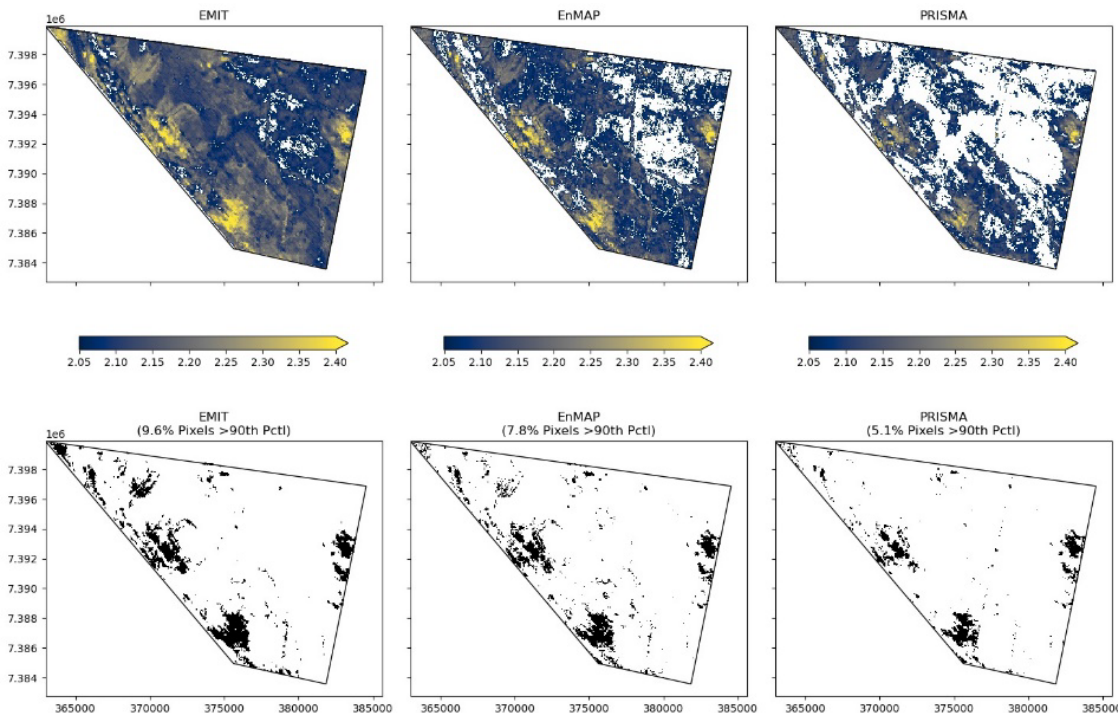 EMIT EnMAP PRISMA
1e6
7.398
7.396
7.394
7.392
7.390
7.388
7.386
7.384
2.05 2.10 2.15 2.20 2.25 2.30 2.35 2.40 2.05 2.10 2.15 2.20 2.25 2.30 2.35 2.40 2.05 2.10 2.15 2.20 2.25 2.30 2.35 2.40
EMIT EnMAP PRISMA
(9.6% Pixels >90th Pctl) (7.8% Pixels >90th Pctl) (5.1% Pixels >90th Pctl)
1e6
7.398
7.396
7.394
7.392
7.390
7.388
7.386
7.384
365000 370000 375000 380000 385000 365000 370000 375000 380000 385000 365000 370000 375000 380000 385000